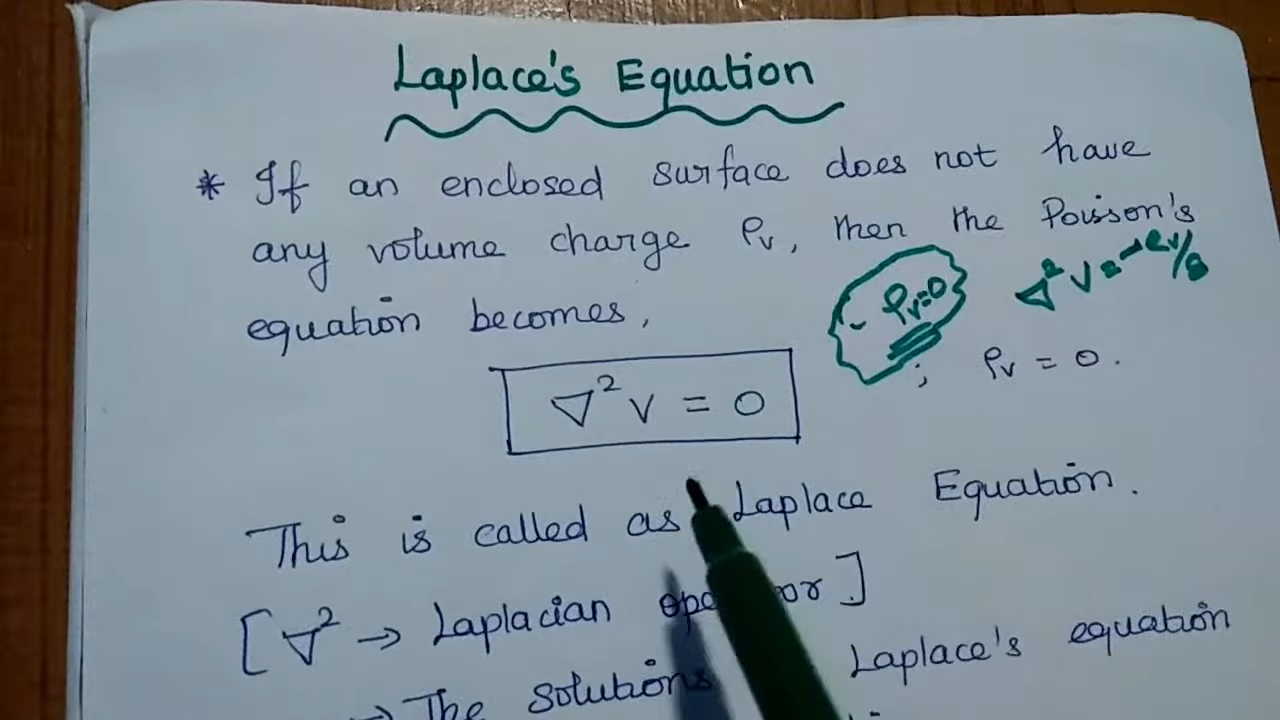 Laplace's Equation
* If an enclosed surface does not have
any volume charge ρv, then the Poisson's
∇²V = -ρv/ε
ρv=0
equation becomes,
∇²V = 0 ; ρv = 0.
This is called as Laplace Equation.
[∇² → Laplacian]
→ The solutions Laplace's equation